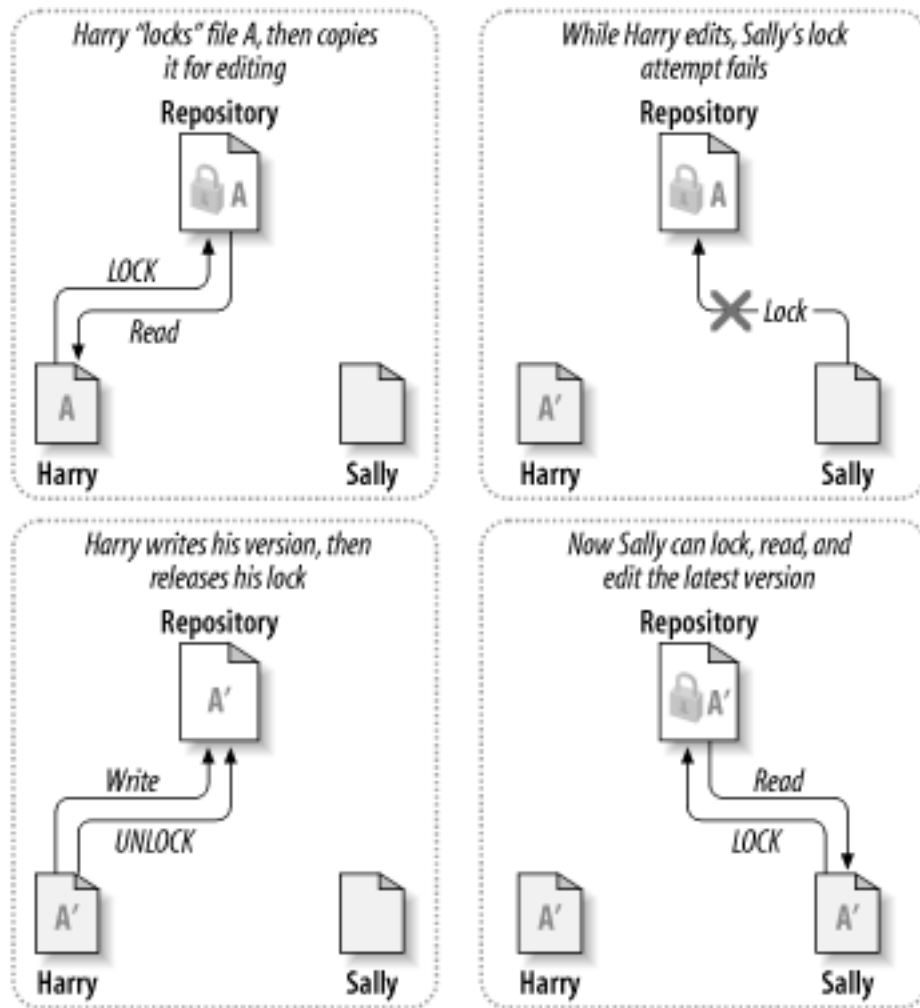 Harry “locks” file A, then copies
it for editing
Repository
A
LOCK
Read
A
Harry
Sally
While Harry edits, Sally’s lock
attempt fails
Repository
A
Lock
A′
Harry
Sally
Harry writes his version, then
releases his lock
Repository
A′
Write
UNLOCK
A′
Harry
Sally
Now Sally can lock, read, and
edit the latest version
Repository
A′
Read
LOCK
A′
A′
Harry
Sally